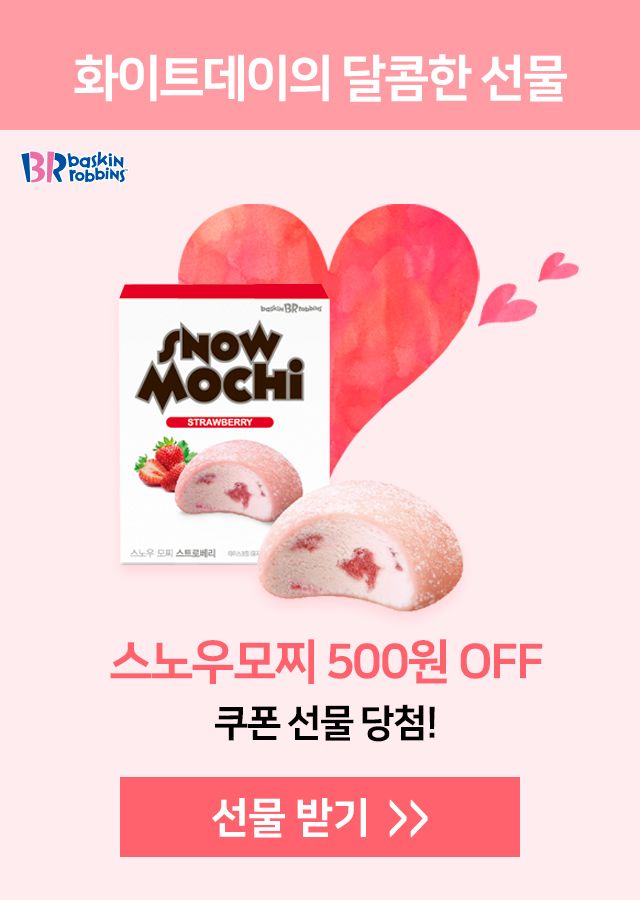 화이트데이의 달콤한 선물
BR baskin robbins
baskin BR robbins
SNOW
MOCHi
STRAWBERRY
스노우 모찌 스트로베리
스노우모찌 500원 OFF
쿠폰 선물 당첨!
선물 받기 >>